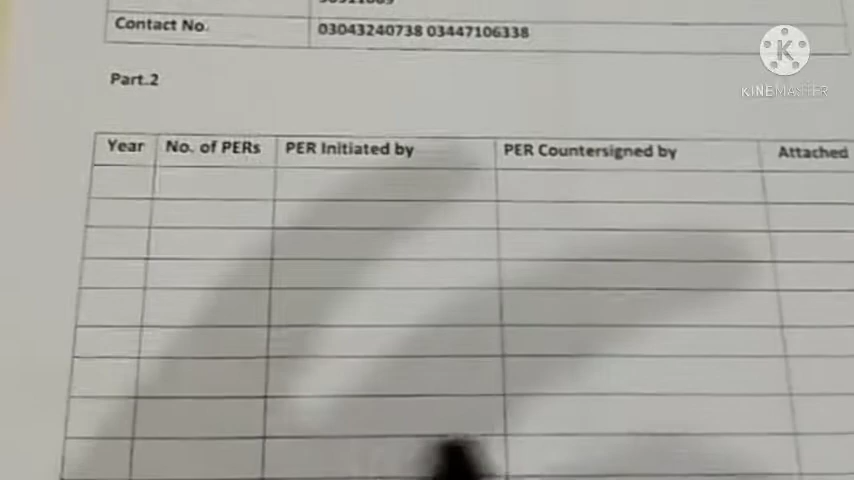 Contact No.
03043240738 03447106338
Part.2
Year
No. of PERs
PER Initiated by
PER Countersigned by
Attached
K
KINEMASTER